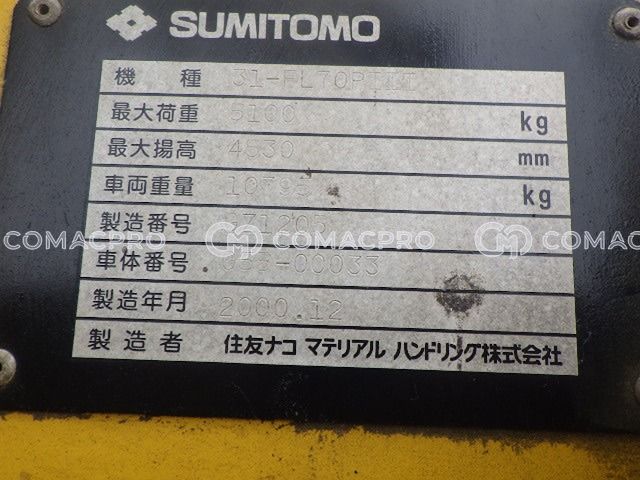 SUMITOMO
機 種 31-FL70PIII
最大荷重 5100 kg
最大揚高 4530 mm
車両重量 kg
製造番号
COMACPRO COMACPRO COMACPRO
車体番号 -00033
製造年月 2000.12
製造者 住友ナコ マテリアル ハンドリング株式会社